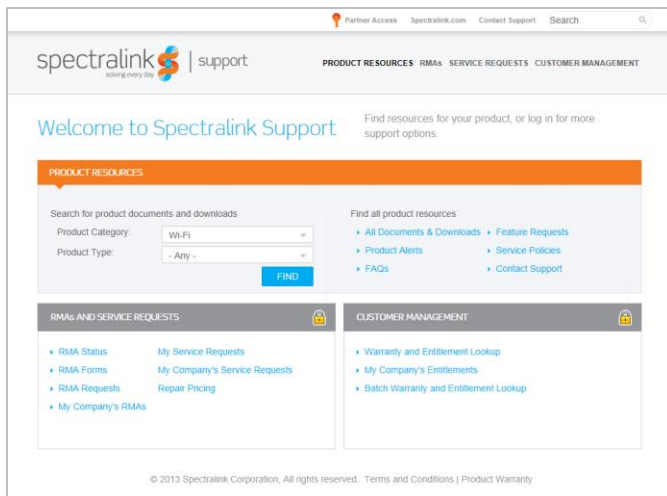 Partner Access Spectralink.com Contact Support Search
spectralink | support
solving every day
PRODUCT RESOURCES RMAs SERVICE REQUESTS CUSTOMER MANAGEMENT
Welcome to Spectralink Support
Find resources for your product, or log in for more
support options.
PRODUCT RESOURCES
Search for product documents and downloads
Product Category: Wi-Fi
Product Type: - Any -
FIND
Find all product resources
All Documents & Downloads Feature Requests
Product Alerts Service Policies
FAQs Contact Support
RMAs AND SERVICE REQUESTS
RMA Status My Service Requests
RMA Forms My Company's Service Requests
RMA Requests Repair Pricing
My Company's RMAs
CUSTOMER MANAGEMENT
Warranty and Entitlement Lookup
My Company's Entitlements
Batch Warranty and Entitlement Lookup
© 2013 Spectralink Corporation, All rights reserved. Terms and Conditions | Product Warranty